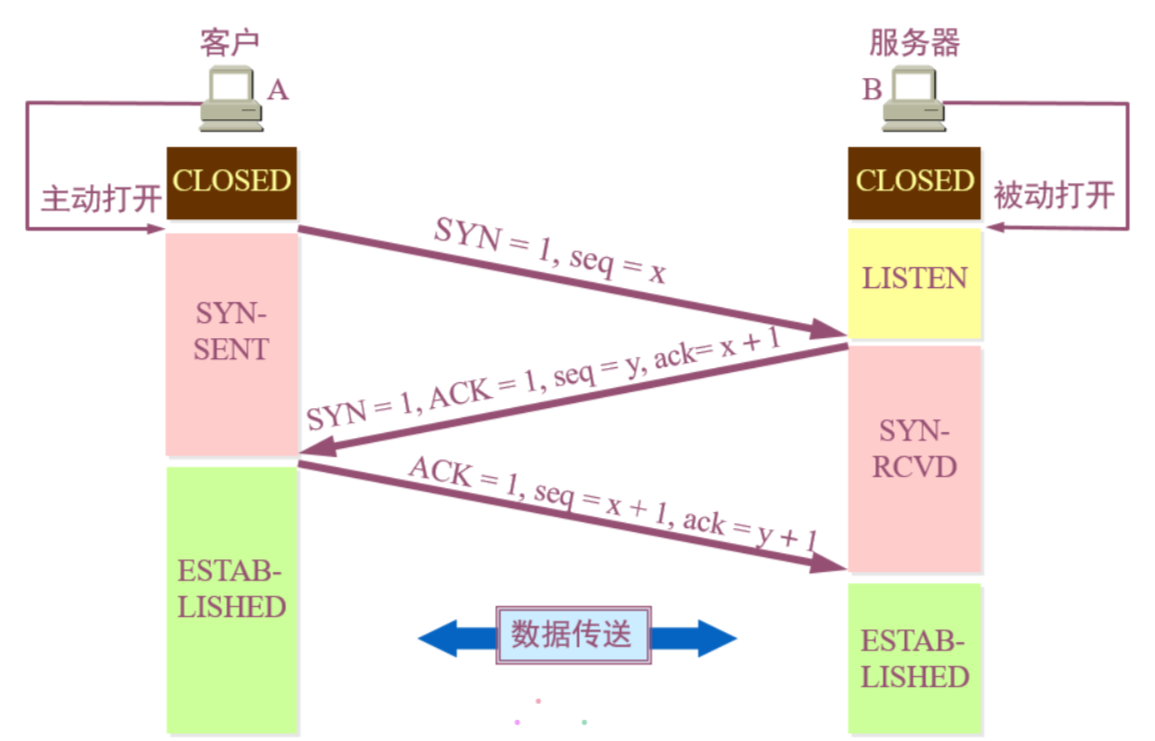 客户
服务器
A
B
CLOSED
CLOSED
主动打开
被动打开
SYN = 1, seq = x
LISTEN
SYN-
SENT
SYN = 1, ACK = 1, seq = y, ack= x + 1
SYN-
RCVD
ACK = 1, seq = x + 1, ack = y + 1
ESTAB-
LISHED
数据传送
ESTAB-
LISHED